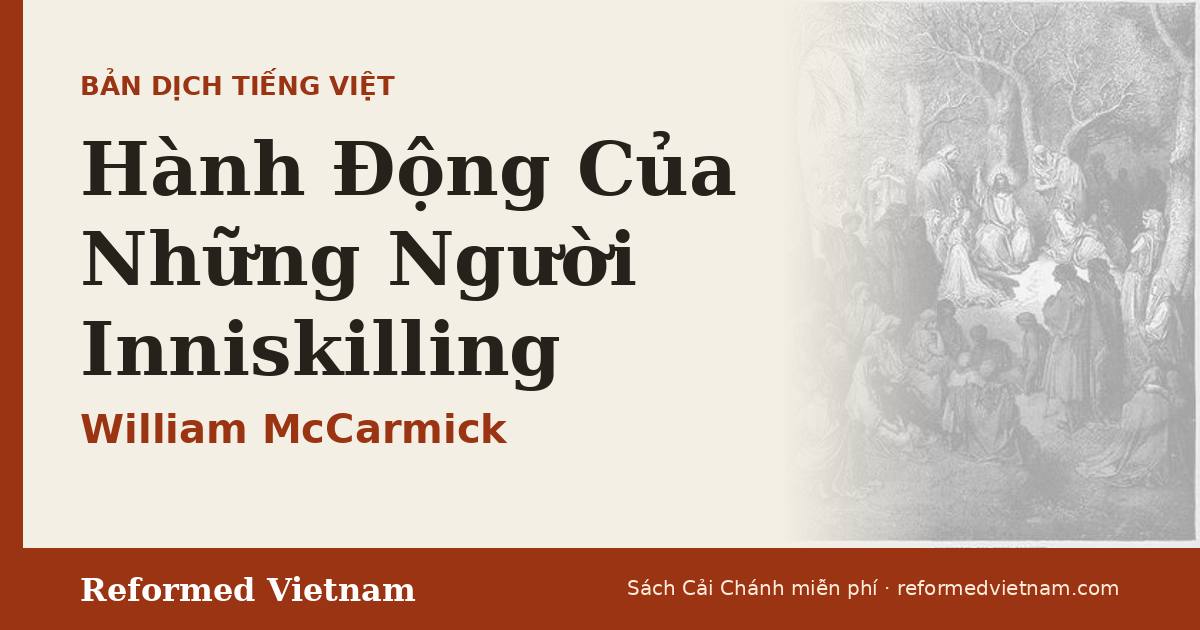 BẢN DỊCH TIẾNG VIỆT
Hành Động Của
Những Người
Inniskilling
William McCarmick
Reformed Vietnam
Sách Cải Chánh miễn phí · reformedvietnam.com